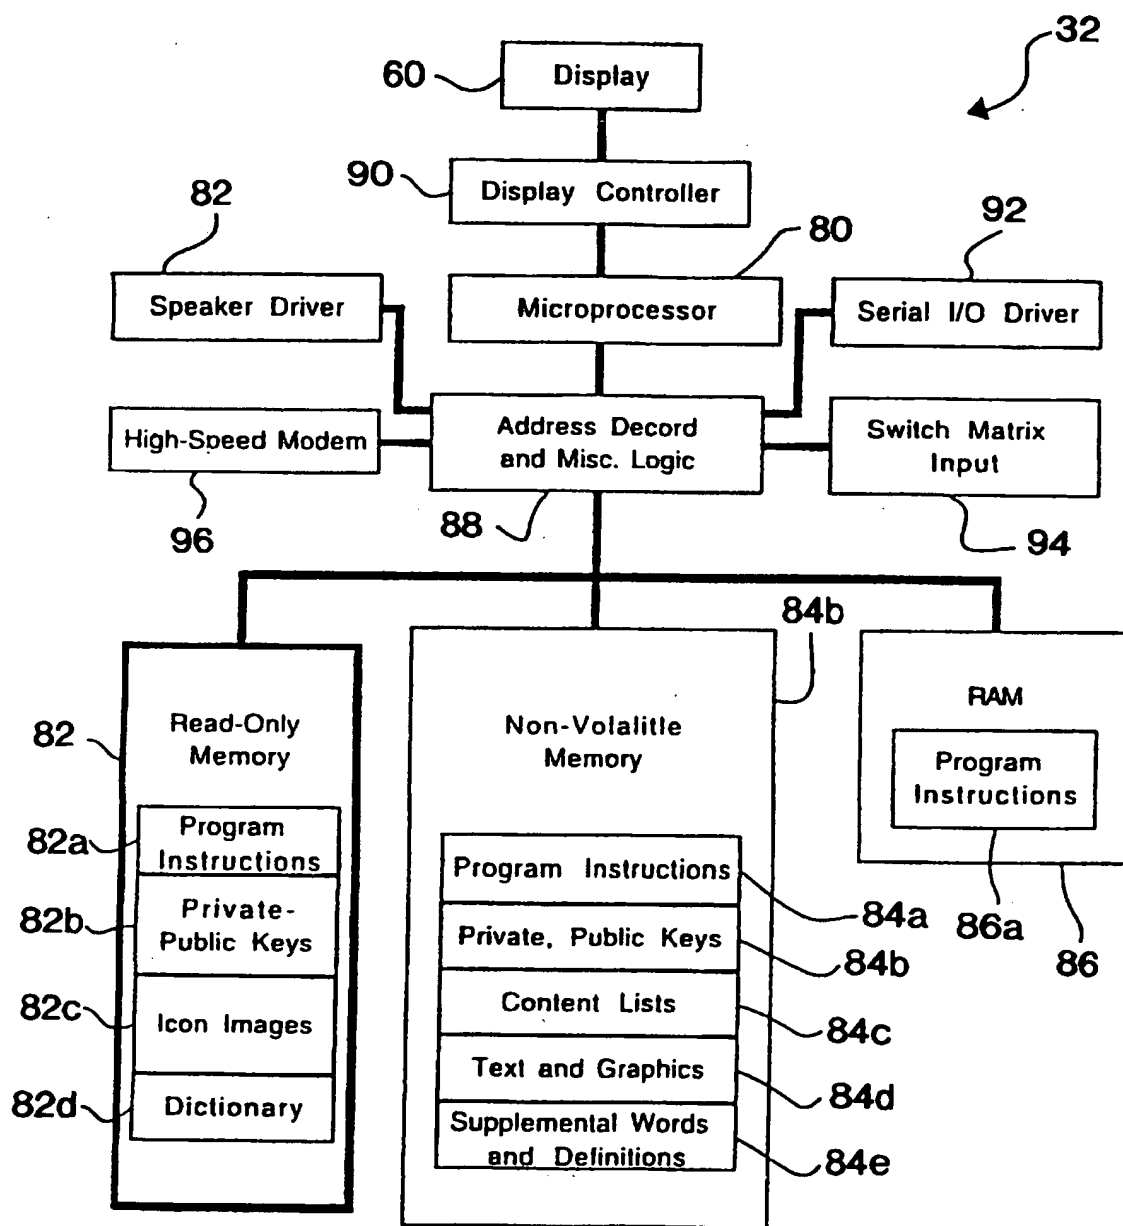 32
60
Display
90
Display Controller
82
80
92
Speaker Driver
Microprocessor
Serial I/O Driver
High-Speed Modem
Address Decord
and Misc. Logic
Switch Matrix
Input
96
88
94
84b
82
Read-Only
Memory
Non-Volalitle
Memory
RAM
Program
Instructions
82a
Program
Instructions
82b
Private-
Public Keys
82c
Icon Images
82d
Dictionary
Program Instructions
84a
Private, Public Keys
84b
Content Lists
84c
Text and Graphics
84d
Supplemental Words
and Definitions
84e
86a
86